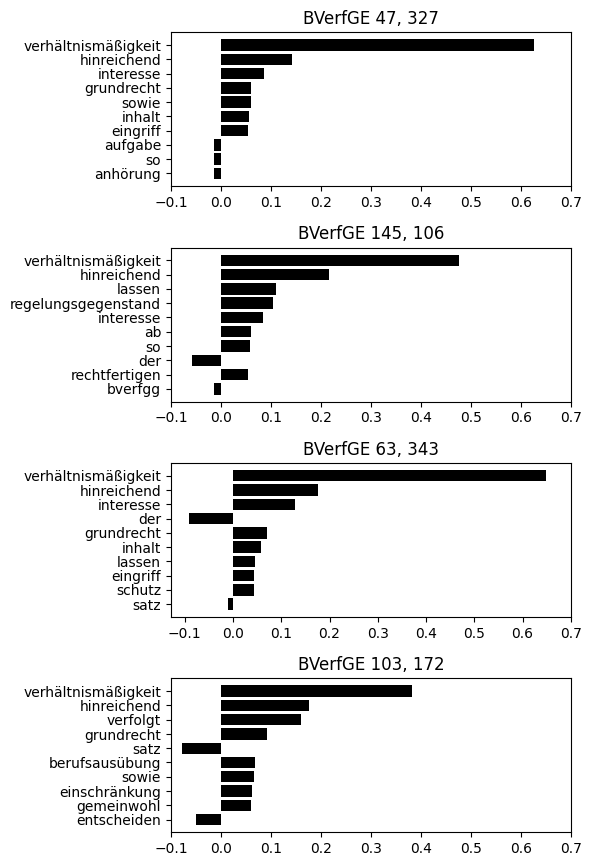 BVerfGE 47, 327
verhältnismäßigkeit
hinreichend
interesse
grundrecht
sowie
inhalt
eingriff
aufgabe
so
anhörung
−0.1 0.0 0.1 0.2 0.3 0.4 0.5 0.6 0.7
BVerfGE 145, 106
verhältnismäßigkeit
hinreichend
lassen
regelungsgegenstand
interesse
ab
so
der
rechtfertigen
bverfgg
−0.1 0.0 0.1 0.2 0.3 0.4 0.5 0.6 0.7
BVerfGE 63, 343
verhältnismäßigkeit
hinreichend
interesse
der
grundrecht
inhalt
lassen
eingriff
schutz
satz
−0.1 0.0 0.1 0.2 0.3 0.4 0.5 0.6 0.7
BVerfGE 103, 172
verhältnismäßigkeit
hinreichend
verfolgt
grundrecht
satz
berufsausübung
sowie
einschränkung
gemeinwohl
entscheiden
−0.1 0.0 0.1 0.2 0.3 0.4 0.5 0.6 0.7